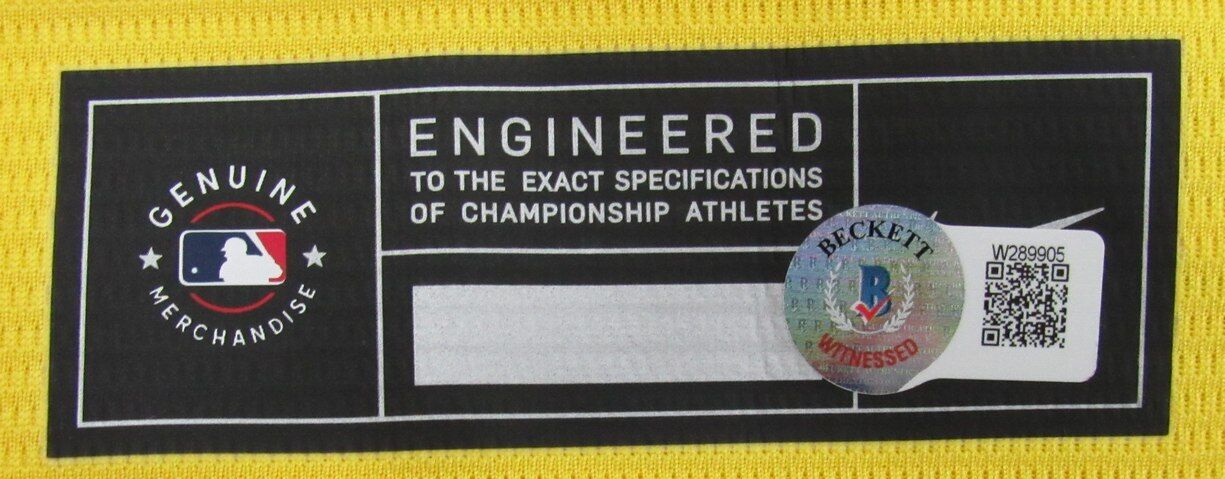 GENUINE
MERCHANDISE
ENGINEERED
TO THE EXACT SPECIFICATIONS
OF CHAMPIONSHIP ATHLETES
BECKETT
B
WITNESSED
W289905